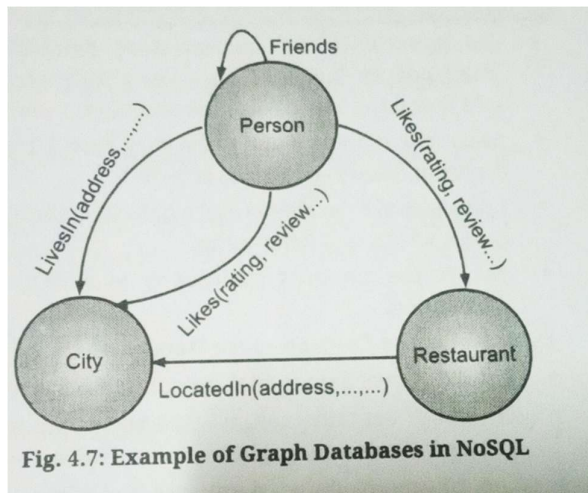 Friends
Person
LivesIn(address,...,...)
Likes(rating, review...)
Likes(rating, review...)
City
Restaurant
LocatedIn(address,...,...)
Fig. 4.7: Example of Graph Databases in NoSQL